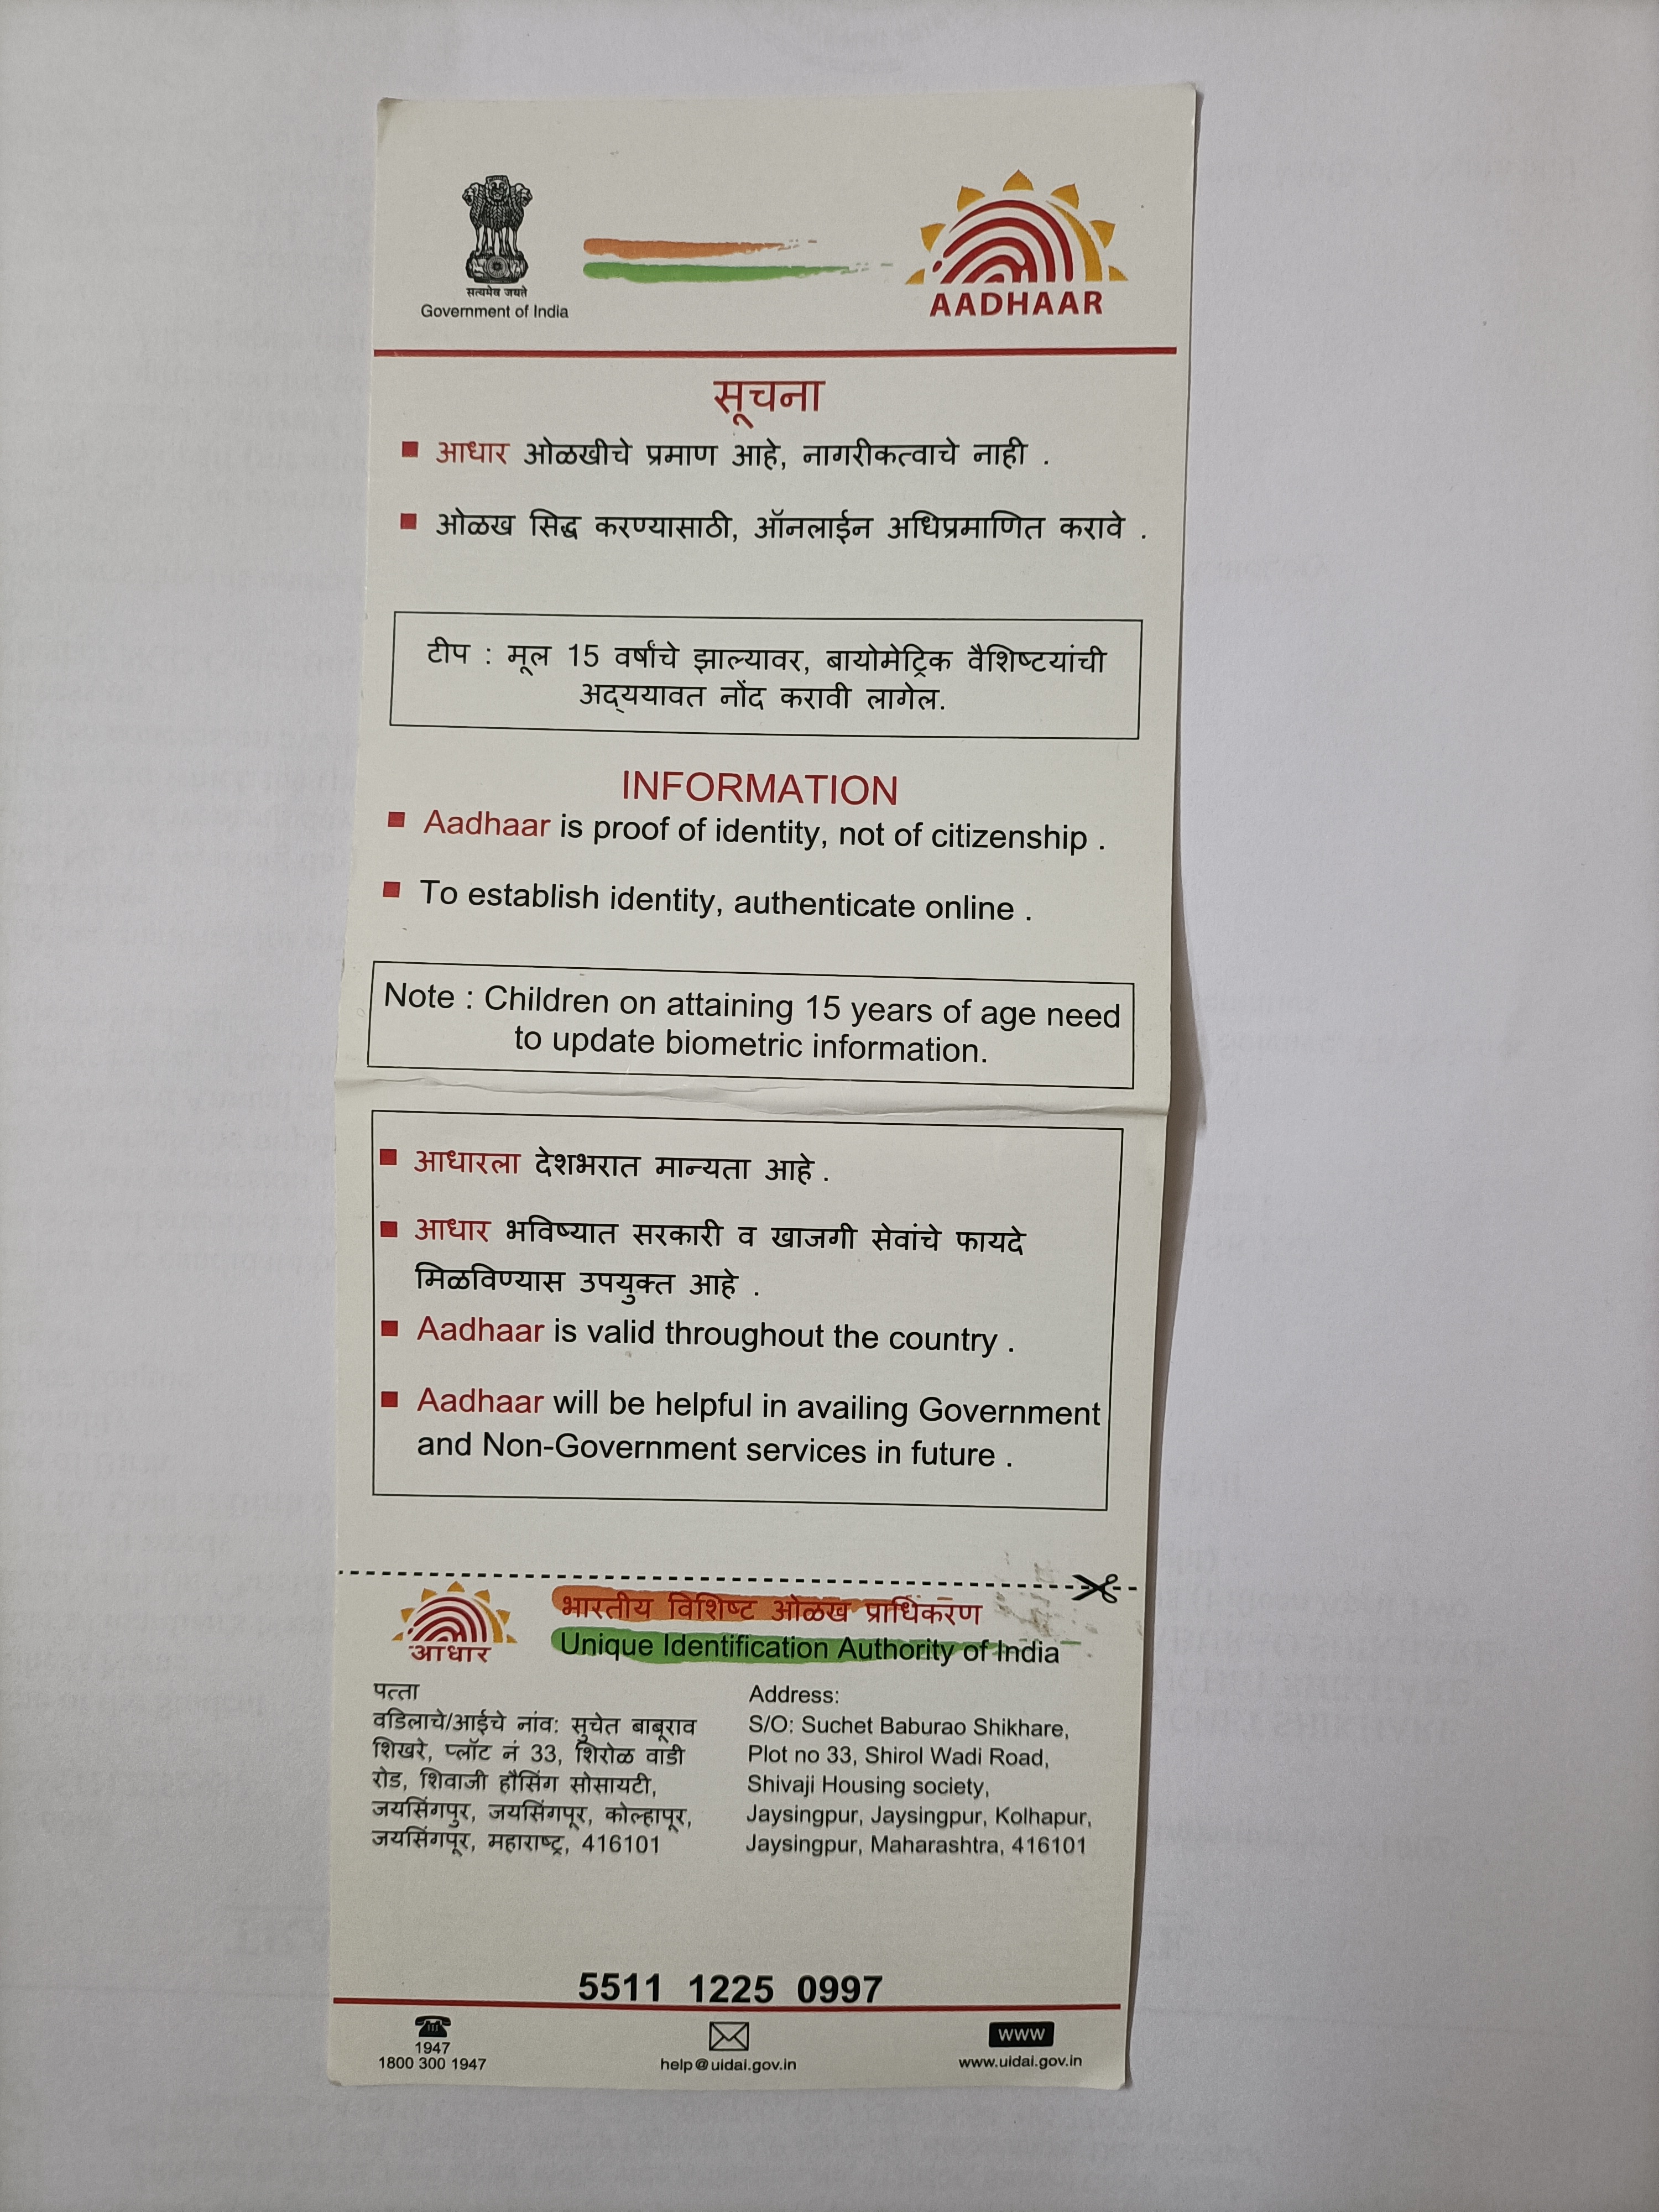 सत्यमेव जयते
Government of India
AADHAAR
सूचना
आधार ओळखीचे प्रमाण आहे, नागरीकत्वाचे नाही .
ओळख सिद्ध करण्यासाठी, ऑनलाईन अधिप्रमाणित करावे .
टीप : मूल 15 वर्षांचे झाल्यावर, बायोमेट्रिक वैशिष्टयांची
अद्ययावत नोंद करावी लागेल.
INFORMATION
Aadhaar is proof of identity, not of citizenship .
To establish identity, authenticate online .
Note : Children on attaining 15 years of age need
to update biometric information.
आधारला देशभरात मान्यता आहे .
आधार भविष्यात सरकारी व खाजगी सेवांचे फायदे
मिळविण्यास उपयुक्त आहे .
Aadhaar is valid throughout the country .
Aadhaar will be helpful in availing Government
and Non-Government services in future .
आधार
भारतीय विशिष्ट ओळख प्राधिकरण
Unique Identification Authority of India
पत्ता
वडिलाचे/आईचे नांव: सुचेत बाबूराव
शिखरे, प्लॉट नं 33, शिरोळ वाडी
रोड, शिवाजी हौसिंग सोसायटी,
जयसिंगपुर, जयसिंगपूर, कोल्हापूर,
जयसिंगपूर, महाराष्ट्र, 416101
Address:
S/O: Suchet Baburao Shikhare,
Plot no 33, Shirol Wadi Road,
Shivaji Housing society,
Jaysingpur, Jaysingpur, Kolhapur,
Jaysingpur, Maharashtra, 416101
5511 1225 0997
1947
1800 300 1947
help@uidai.gov.in
www
www.uidai.gov.in